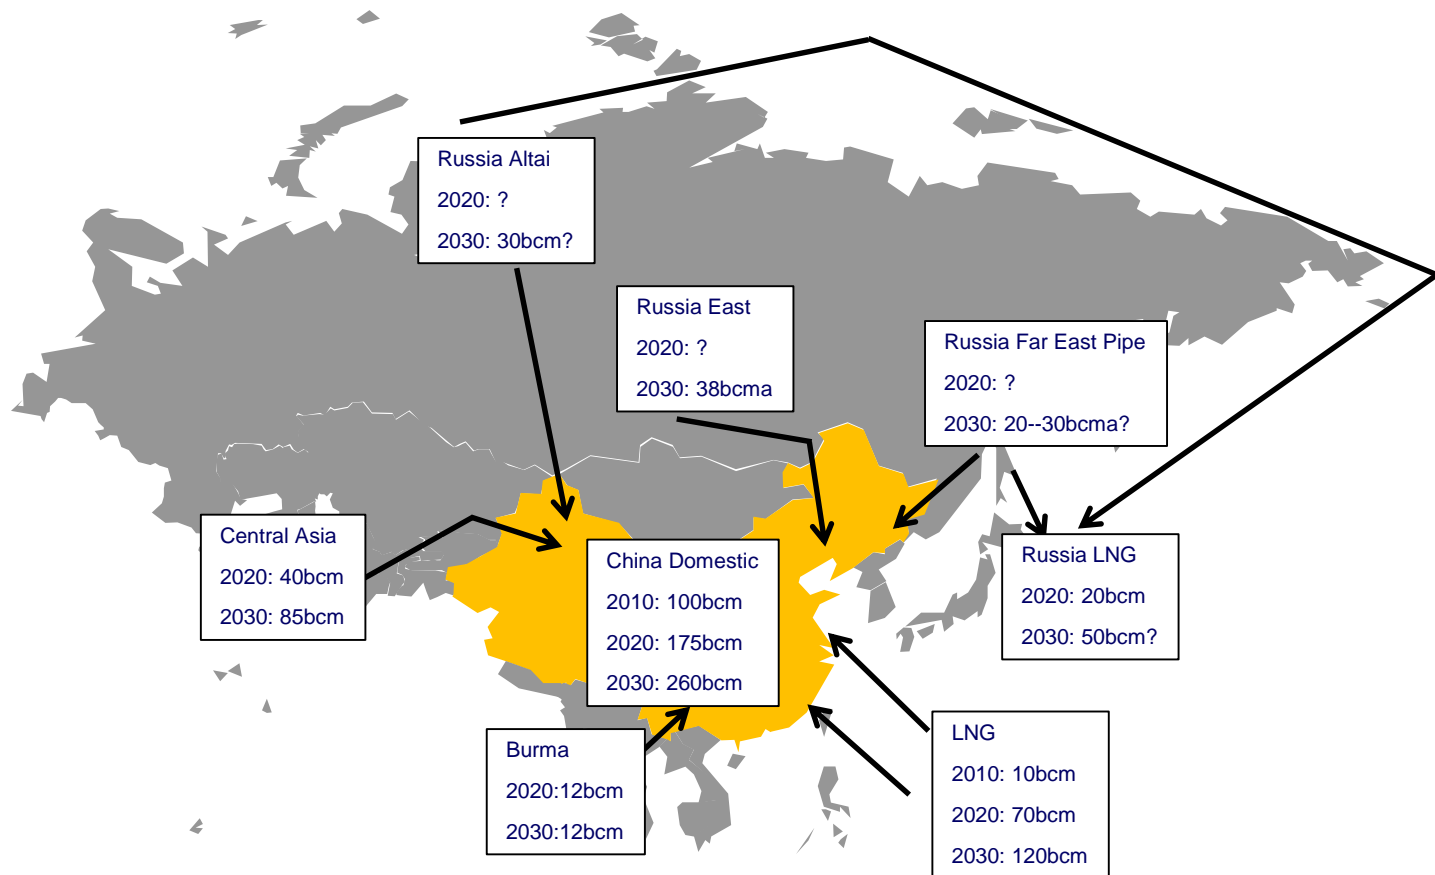 Russia Altai
2020: ?
2030: 30bcm?
Russia East
2020: ?
2030: 38bcma
Russia Far East Pipe
2020: ?
2030: 20--30bcma?
Central Asia
2020: 40bcm
2030: 85bcm
China Domestic
2010: 100bcm
2020: 175bcm
2030: 260bcm
Russia LNG
2020: 20bcm
2030: 50bcm?
Burma
2020:12bcm
2030:12bcm
LNG
2010: 10bcm
2020: 70bcm
2030: 120bcm